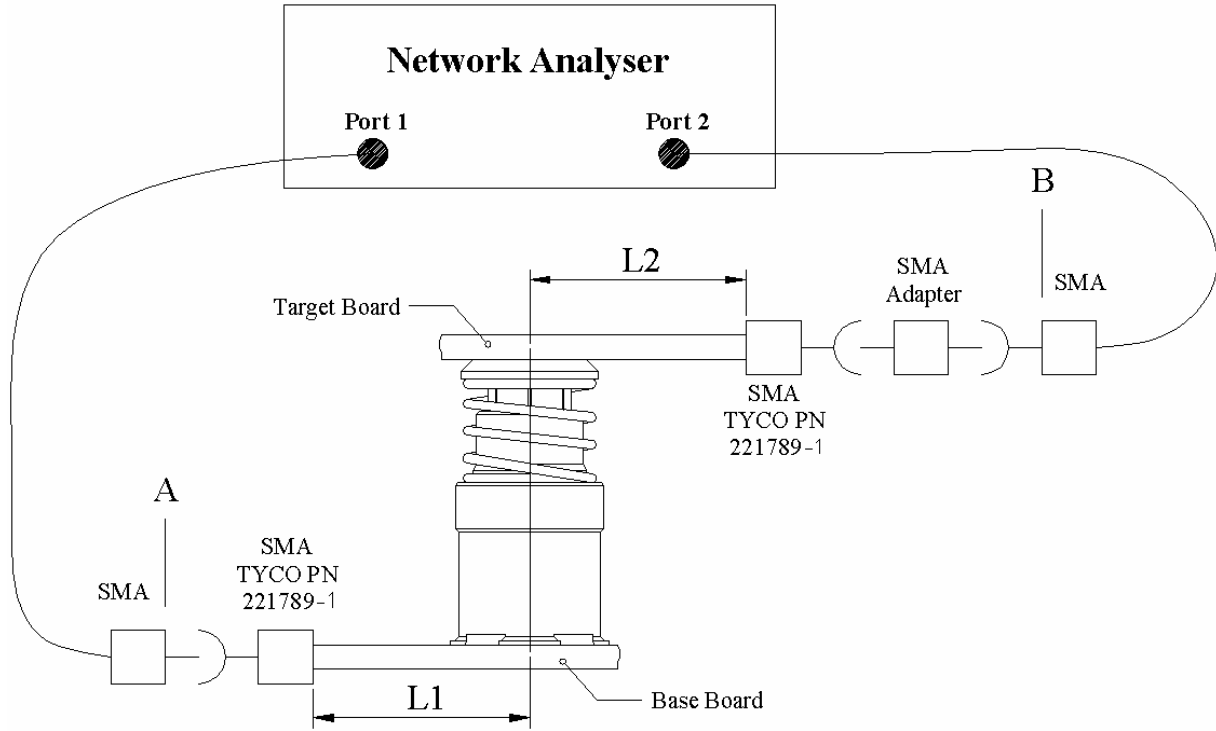 Network Analyser
Port 1
Port 2
B
L2
SMA
Adapter
SMA
Target Board
SMA
TYCO PN
221789-1
A
SMA
TYCO PN
221789-1
SMA
L1
Base Board